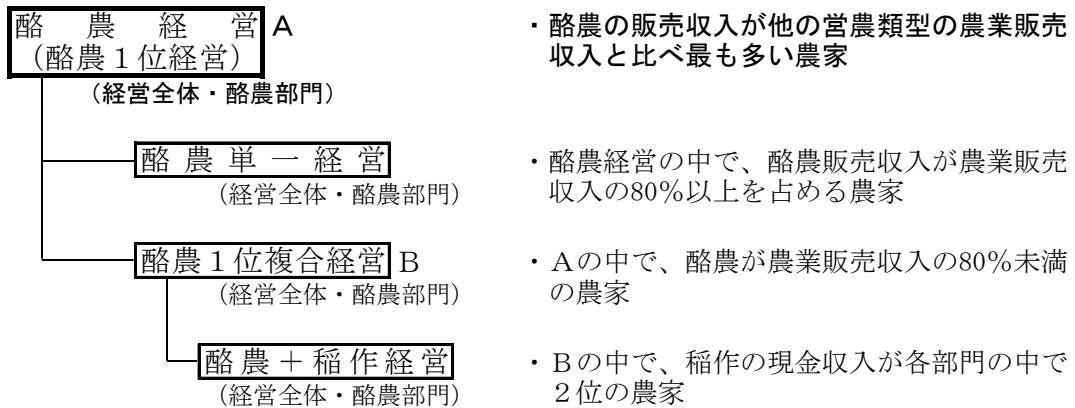 酪農経営 A
(酪農1位経営)
(経営全体・酪農部門)
・酪農の販売収入が他の営農類型の農業販売
収入と比べ最も多い農家
酪農単一経営
(経営全体・酪農部門)
・酪農経営の中で、酪農販売収入が農業販売
収入の80%以上を占める農家
酪農1位複合経営 B
(経営全体・酪農部門)
・Aの中で、酪農が農業販売収入の80%未満
の農家
酪農+稲作経営
(経営全体・酪農部門)
・Bの中で、稲作の現金収入が各部門の中で
2位の農家